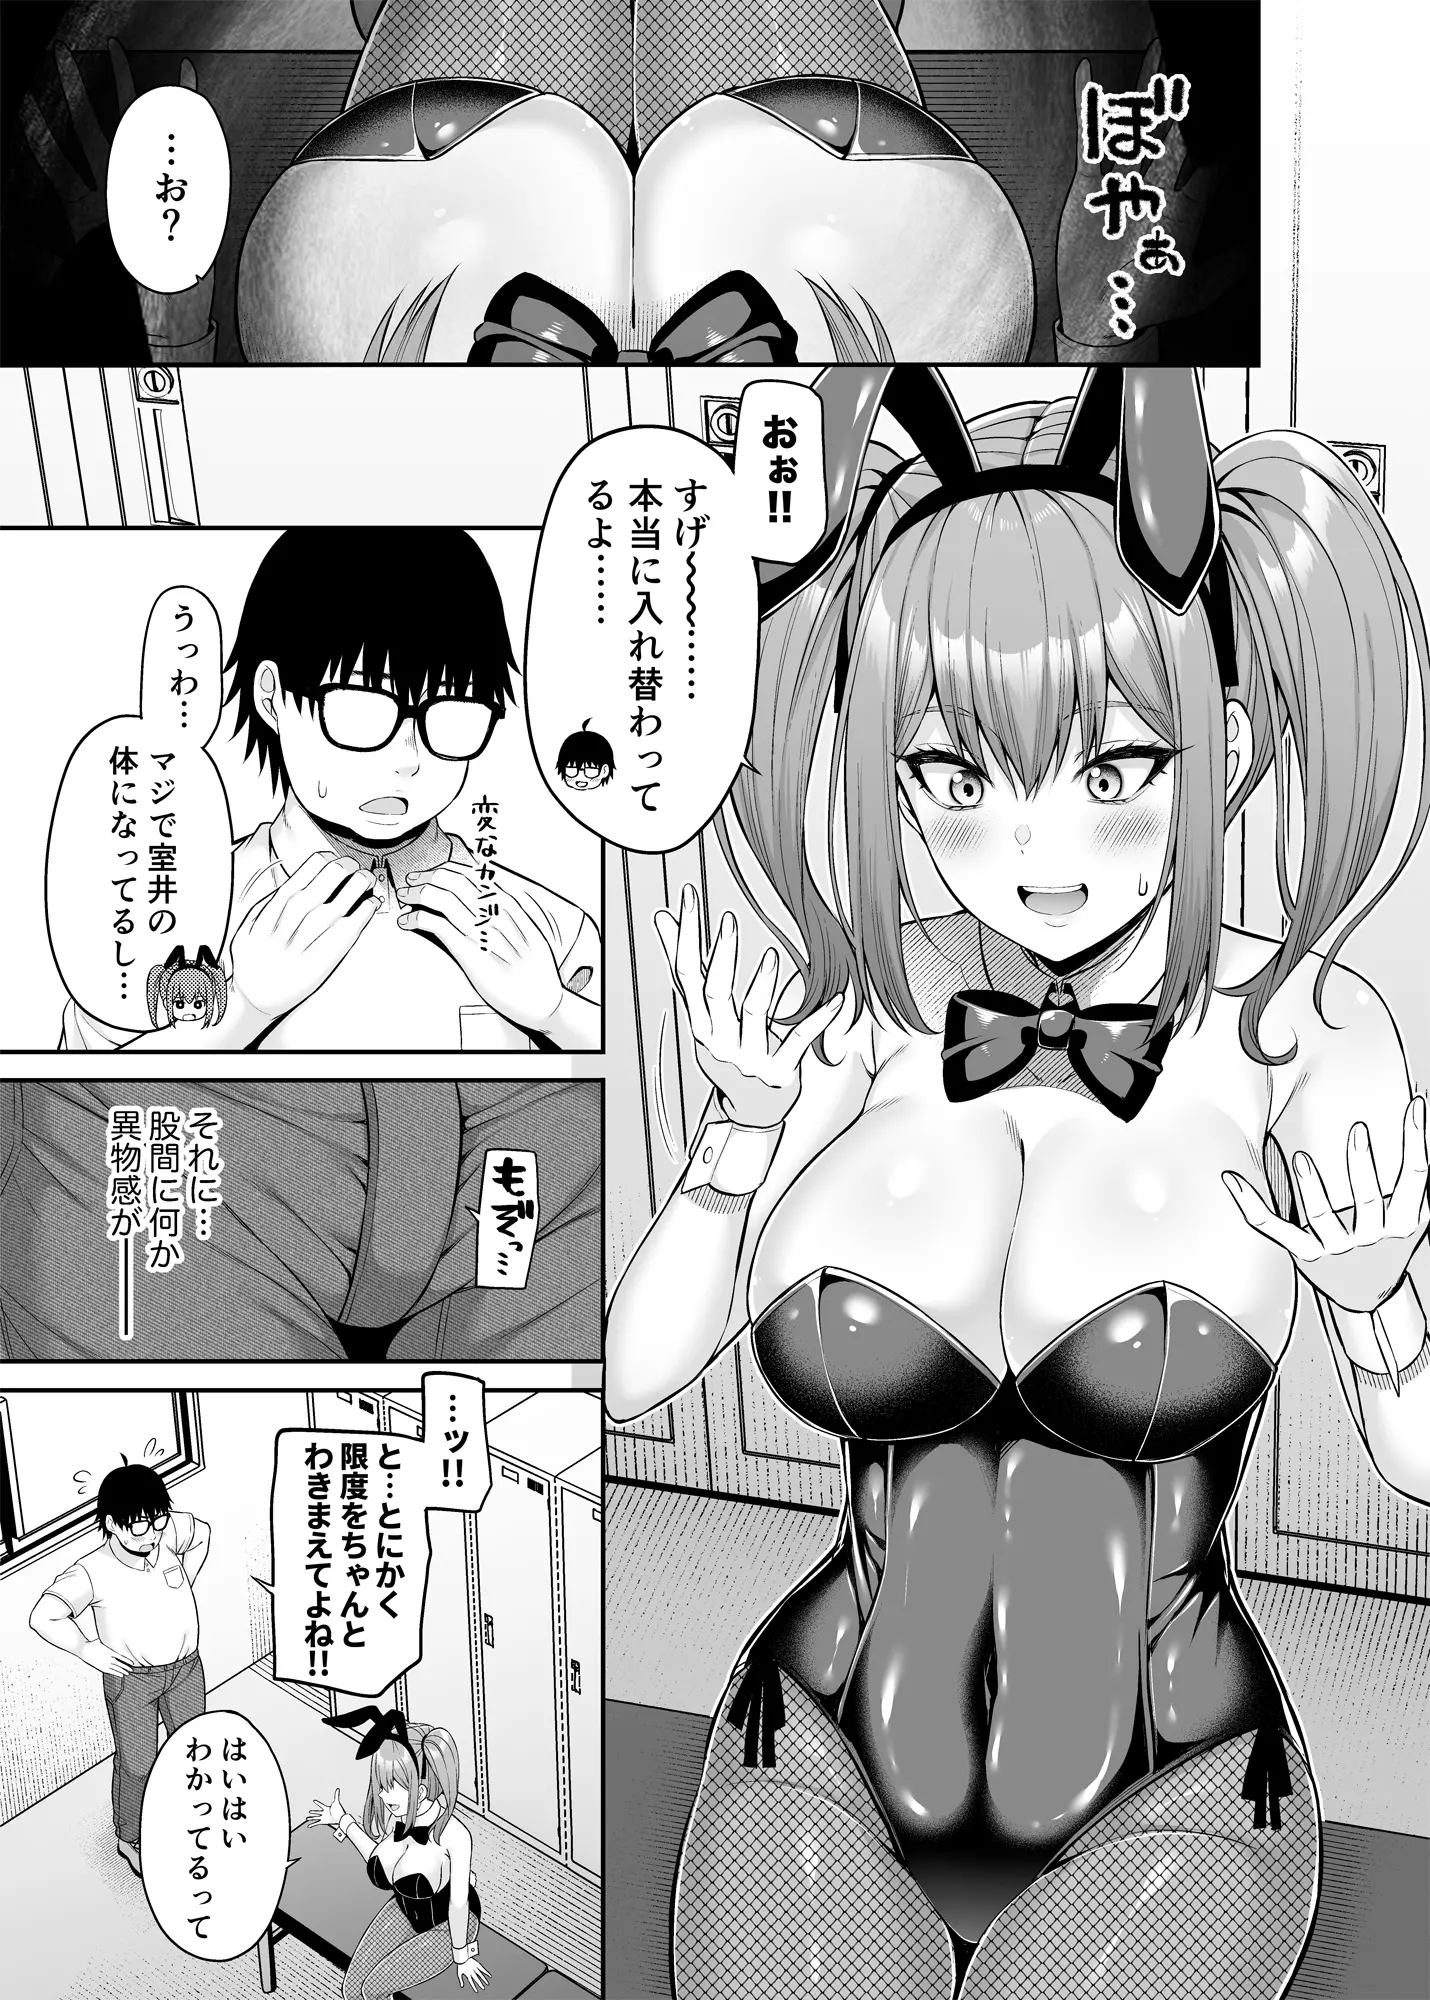 ぼやぁ…
…お？
おぉ!!
すげ〜〜〜……
本当に入れ替わって
るよ……
うっわ…
マジで室井の
体になってるし…
変なカンジ…
それに…
股間に何か
異物感が──
もぞっ…
…ッ!!
と…とにかく
限度をちゃんと
わきまえてよね!!
はいはい
わかってるって